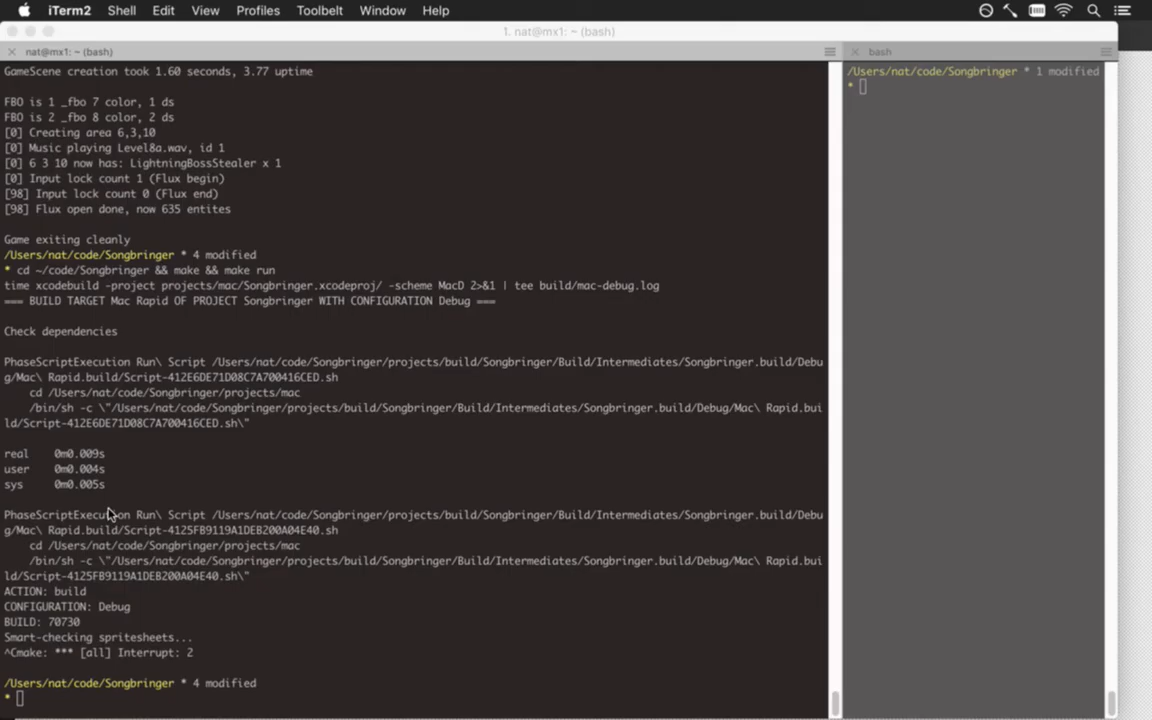 iTerm2 Shell Edit View Profiles Toolbelt Window Help
1. nat@mx1: ~ (bash)
nat@mx1: ~ (bash)
bash
GameScene creation took 1.60 seconds, 3.77 uptime
/Users/nat/code/Songbringer * 1 modified
*
FBO is 1 _fbo 7 color, 1 ds
FBO is 2 _fbo 8 color, 2 ds
[0] Creating area 6,3,10
[0] Music playing Level8a.wav, id 1
[0] 6 3 10 now has: LightningBossStealer x 1
[0] Input lock count 1 (Flux begin)
[98] Input lock count 0 (Flux end)
[98] Flux open done, now 635 entites
Game exiting cleanly
/Users/nat/code/Songbringer * 4 modified
* cd ~/code/Songbringer && make && make run
time xcodebuild -project projects/mac/Songbringer.xcodeproj/ -scheme MacD 2>&1 | tee build/mac-debug.log
=== BUILD TARGET Mac Rapid OF PROJECT Songbringer WITH CONFIGURATION Debug ===
Check dependencies
PhaseScriptExecution Run\ Script /Users/nat/code/Songbringer/projects/build/Songbringer/Build/Intermediates/Songbringer.build/Debu
g/Mac\ Rapid.build/Script-412E6DE71D08C7A700416CED.sh
cd /Users/nat/code/Songbringer/projects/mac
/bin/sh -c \"/Users/nat/code/Songbringer/projects/build/Songbringer/Build/Intermediates/Songbringer.build/Debug/Mac\ Rapid.bui
ld/Script-412E6DE71D08C7A700416CED.sh\"
real 0m0.009s
user 0m0.004s
sys 0m0.005s
PhaseScriptExecution Run\ Script /Users/nat/code/Songbringer/projects/build/Songbringer/Build/Intermediates/Songbringer.build/Debu
g/Mac\ Rapid.build/Script-4125FB9119A1DEB200A04E40.sh
cd /Users/nat/code/Songbringer/projects/mac
/bin/sh -c \"/Users/nat/code/Songbringer/projects/build/Songbringer/Build/Intermediates/Songbringer.build/Debug/Mac\ Rapid.bui
ld/Script-4125FB9119A1DEB200A04E40.sh\"
ACTION: build
CONFIGURATION: Debug
BUILD: 70730
Smart-checking spritesheets...
^Cmake: *** [all] Interrupt: 2
/Users/nat/code/Songbringer * 4 modified
*